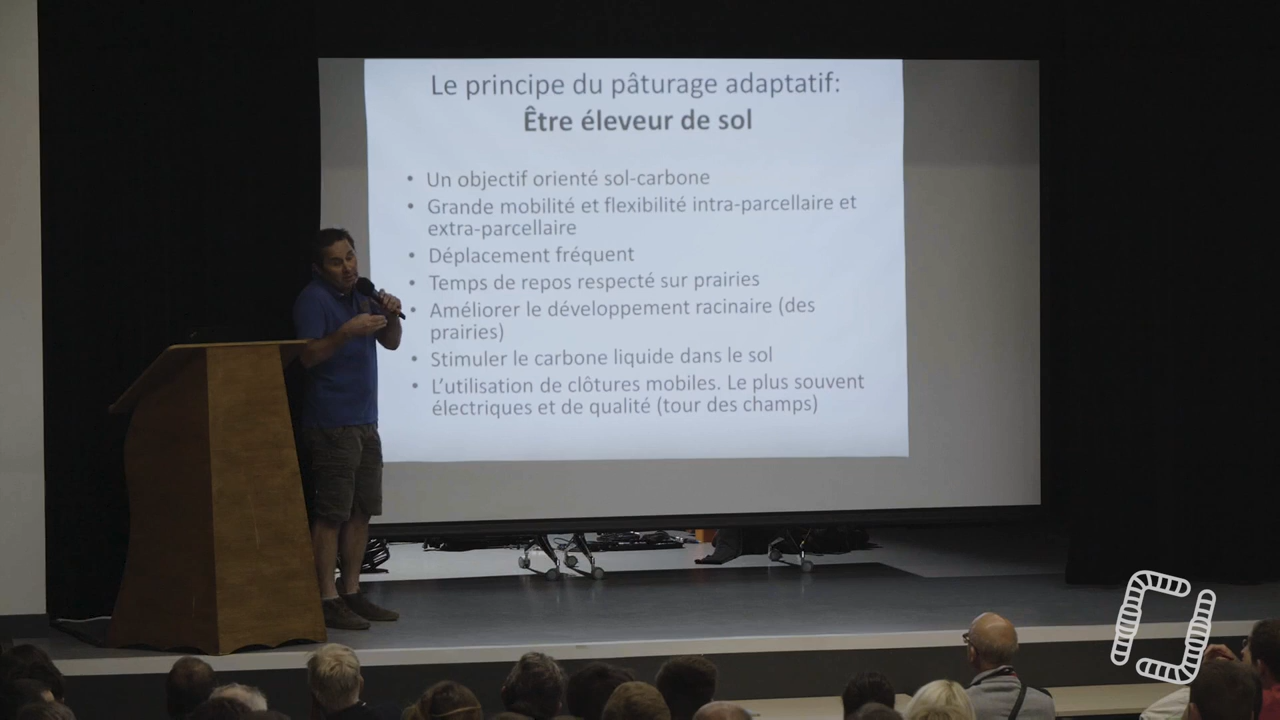 Le principe du pâturage adaptatif:
Être éleveur de sol
• Un objectif orienté sol-carbone
• Grande mobilité et flexibilité intra-parcellaire et
extra-parcellaire
• Déplacement fréquent
• Temps de repos respecté sur prairies
• Améliorer le développement racinaire (des
prairies)
• Stimuler le carbone liquide dans le sol
• L'utilisation de clôtures mobiles. Le plus souvent
électriques et de qualité (tour des champs)